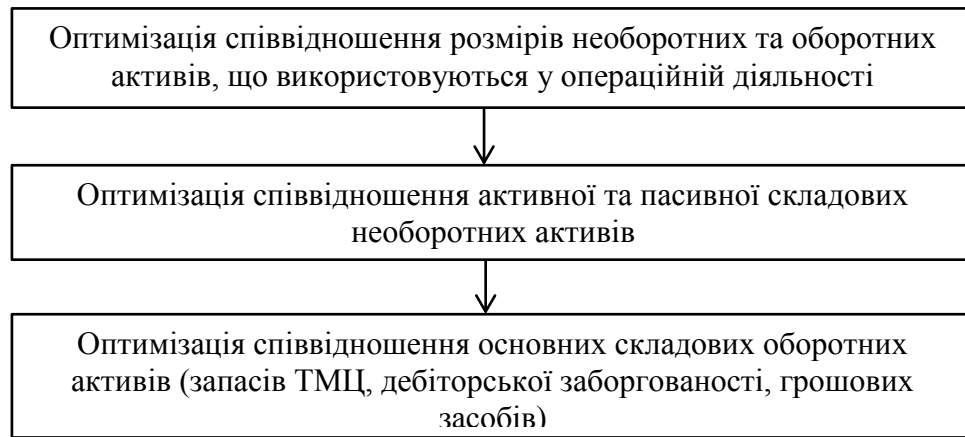 Оптимізація співвідношення розмірів необоротних та оборотних
активів, що використовуються у операційній діяльності
Оптимізація співвідношення активної та пасивної складових
необоротних активів
Оптимізація співвідношення основних складових оборотних
активів (запасів ТМЦ, дебіторської заборгованості, грошових
засобів)